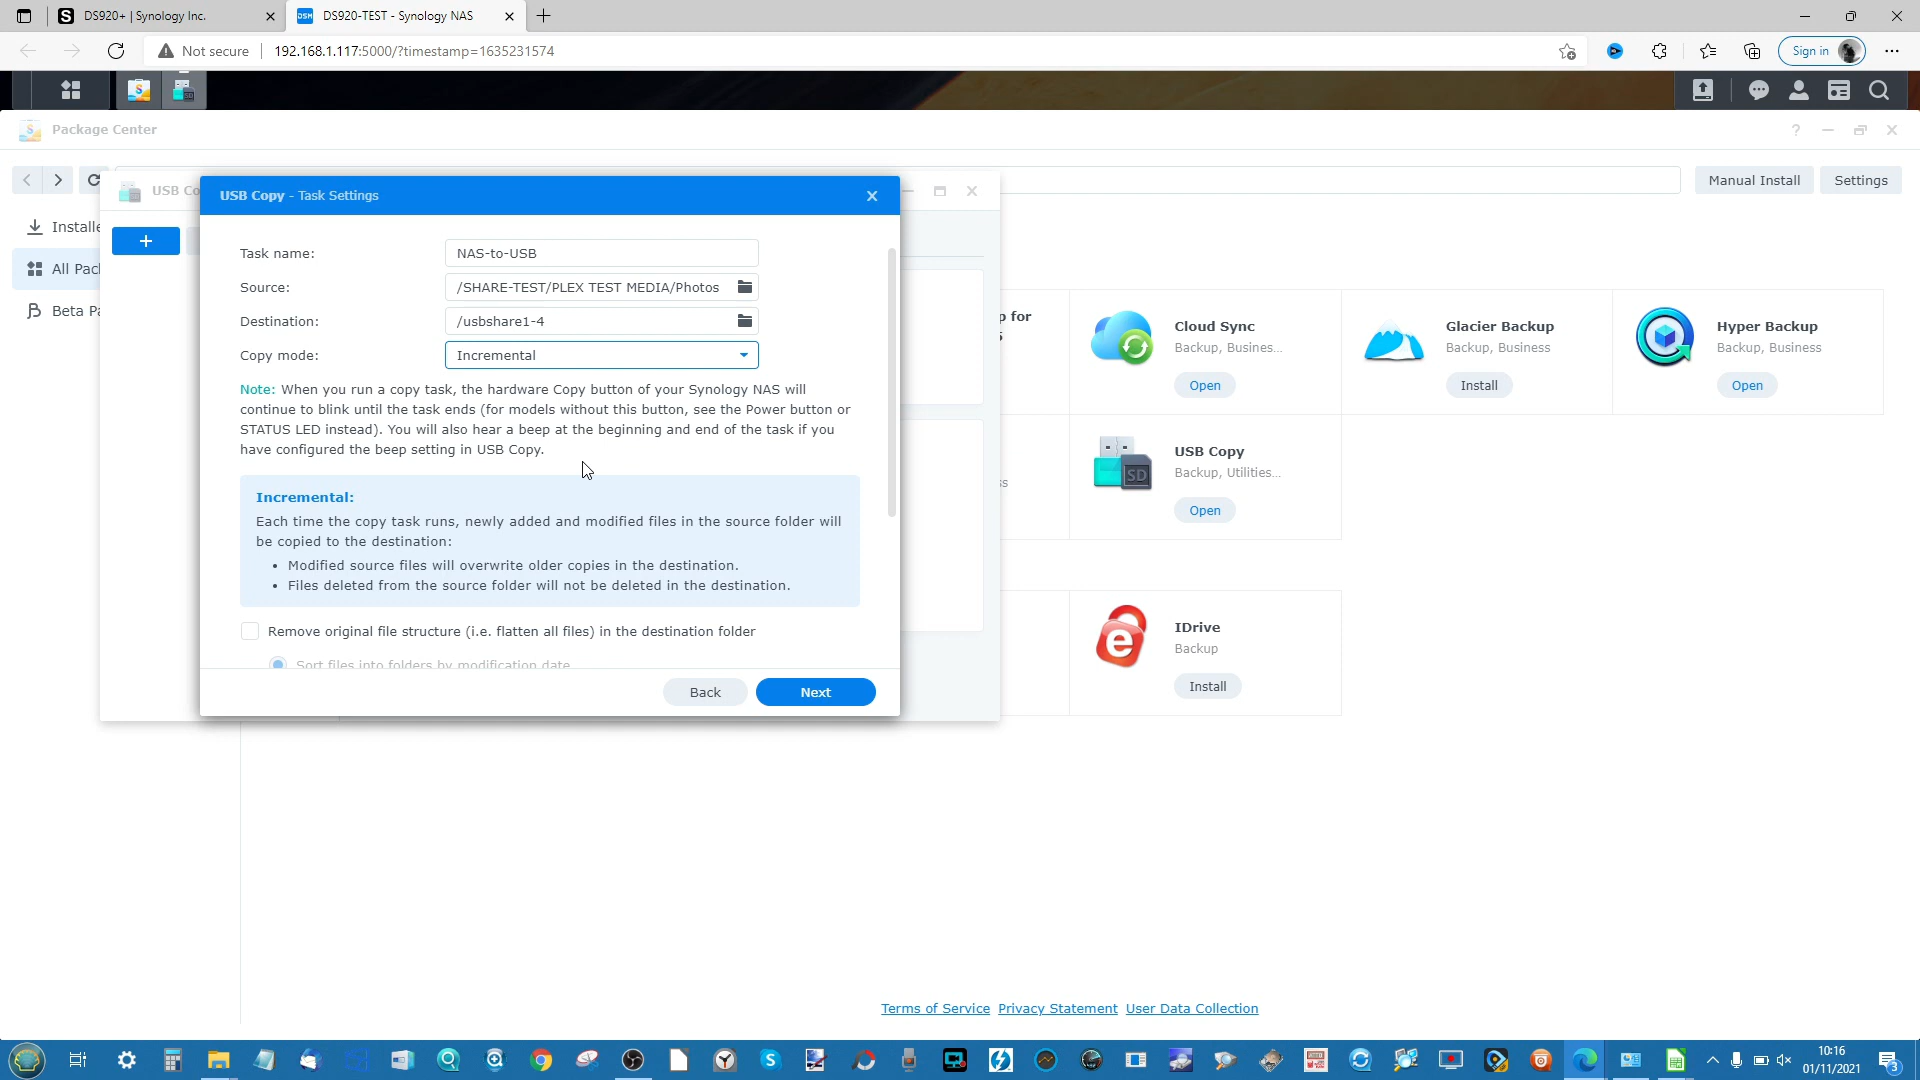 DS920+ | Synology Inc.
DS920-TEST - Synology NAS
Not secure
192.168.1.117:5000/?timestamp=1635231574
Sign in
Package Center
Manual Install
Settings
USB Co
USB Copy - Task Settings
Installe
All Pack
Beta Pa
Task name:
NAS-to-USB
Source:
/SHARE-TEST/PLEX TEST MEDIA/Photos
Destination:
/usbshare1-4
Copy mode:
Incremental
Note: When you run a copy task, the hardware Copy button of your Synology NAS will
continue to blink until the task ends (for models without this button, see the Power button or
STATUS LED instead). You will also hear a beep at the beginning and end of the task if you
have configured the beep setting in USB Copy.
Incremental:
Each time the copy task runs, newly added and modified files in the source folder will
be copied to the destination:
• Modified source files will overwrite older copies in the destination.
• Files deleted from the source folder will not be deleted in the destination.
Remove original file structure (i.e. flatten all files) in the destination folder
Sort files into folders by modification date
Back
Next
for
Cloud Sync
Backup, Busines...
Open
Glacier Backup
Backup, Business
Install
Hyper Backup
Backup, Business
Open
SD
USB Copy
Backup, Utilities...
Open
IDrive
Backup
Install
Terms of Service
Privacy Statement
User Data Collection
10:16
01/11/2021
3